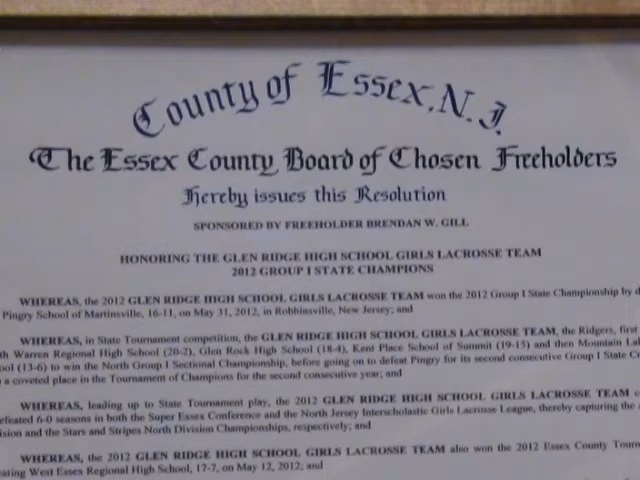 County of Essex, N.J.
The Essex County Board of Chosen Freeholders
Hereby issues this Resolution
SPONSORED BY FREEHOLDER BRENDAN W. GILL
HONORING THE GLEN RIDGE HIGH SCHOOL GIRLS LACROSSE TEAM
2012 GROUP I STATE CHAMPIONS
WHEREAS, the 2012 GLEN RIDGE HIGH SCHOOL GIRLS LACROSSE TEAM won the 2012 Group I State Championship by d
Pingry School of Martinsville, 16-11, on May 31, 2012, in Robbinsville, New Jersey; and
WHEREAS, in State Tournament competition, the GLEN RIDGE HIGH SCHOOL GIRLS LACROSSE TEAM, the Ridgers, first
th Warren Regional High School (20-2), Glen Rock High School (18-4), Kent Place School of Summit (19-15) and then Mountain Lak
ool (13-6) to win the North Group I Sectional Championship, before going on to defeat Pingry for its second consecutive Group I State C
a coveted place in the Tournament of Champions for the second consecutive year; and
WHEREAS, leading up to State Tournament play, the 2012 GLEN RIDGE HIGH SCHOOL GIRLS LACROSSE TEAM
efeated 6-0 seasons in both the Super Essex Conference and the North Jersey Interscholastic Girls Lacrosse League, thereby capturing the
ision and the Stars and Stripes North Division Championships, respectively; and
WHEREAS, the 2012 GLEN RIDGE HIGH SCHOOL GIRLS LACROSSE TEAM also won the 2012 Essex County Tourn
ating West Essex Regional High School, 17-7, on May 12, 2012; and